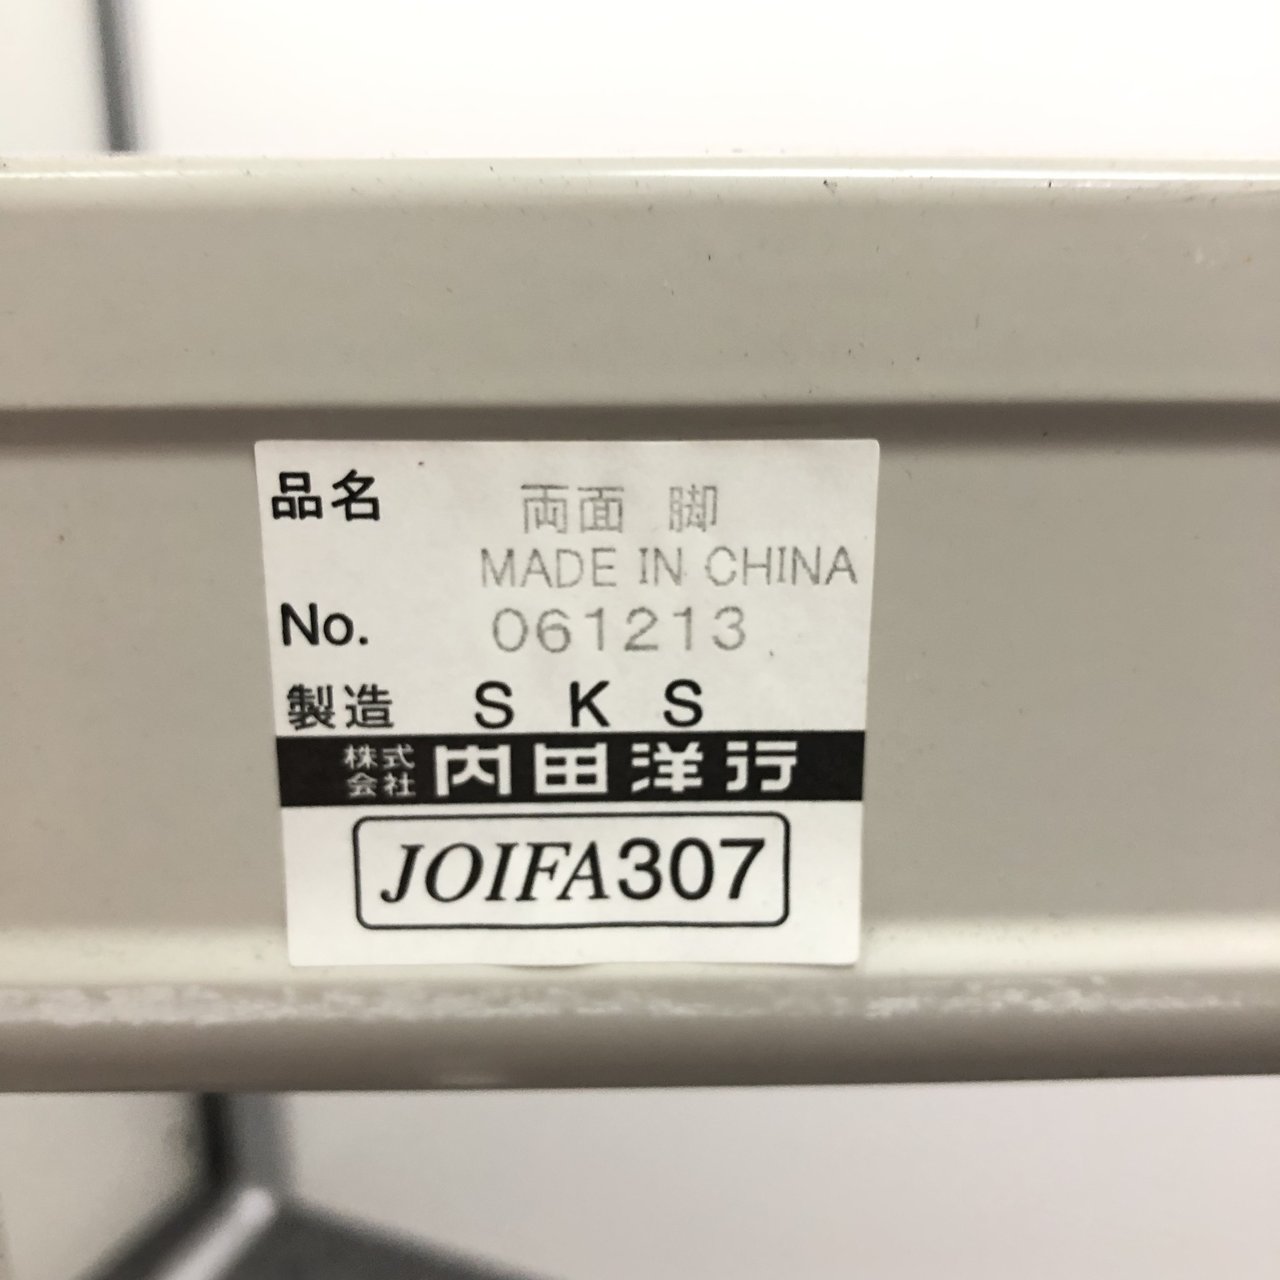 品名 両面 脚
MADE IN CHINA
No. 061213
製造 SKS
株式会社 内田洋行
JOIFA307